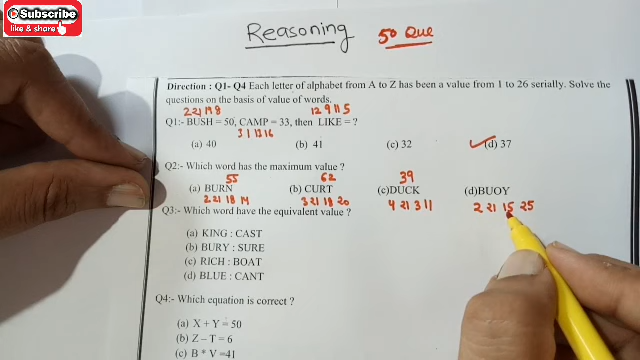 Subscribe
like & share
Reasoning 50 Que
Direction : Q1- Q4 Each letter of alphabet from A to Z has been a value from 1 to 26 serially. Solve the
questions on the basis of value of words.
2 21 19 8 12 9 11 5
Q1:- BUSH = 50, CAMP = 33, then LIKE = ?
3 1 13 16
(a) 40 (b) 41 (c) 32 (d) 37
Q2:- Which word has the maximum value ?
55 62 39
(a) BURN (b) CURT (c)DUCK (d)BUOY
2 21 18 14 3 21 18 20 4 21 3 11 2 21 15 25
Q3:- Which word have the equivalent value ?
(a) KING : CAST
(b) BURY : SURE
(c) RICH : BOAT
(d) BLUE : CANT
Q4:- Which equation is correct ?
(a) X + Y = 50
(b) Z – T = 6
(c) B * V =41